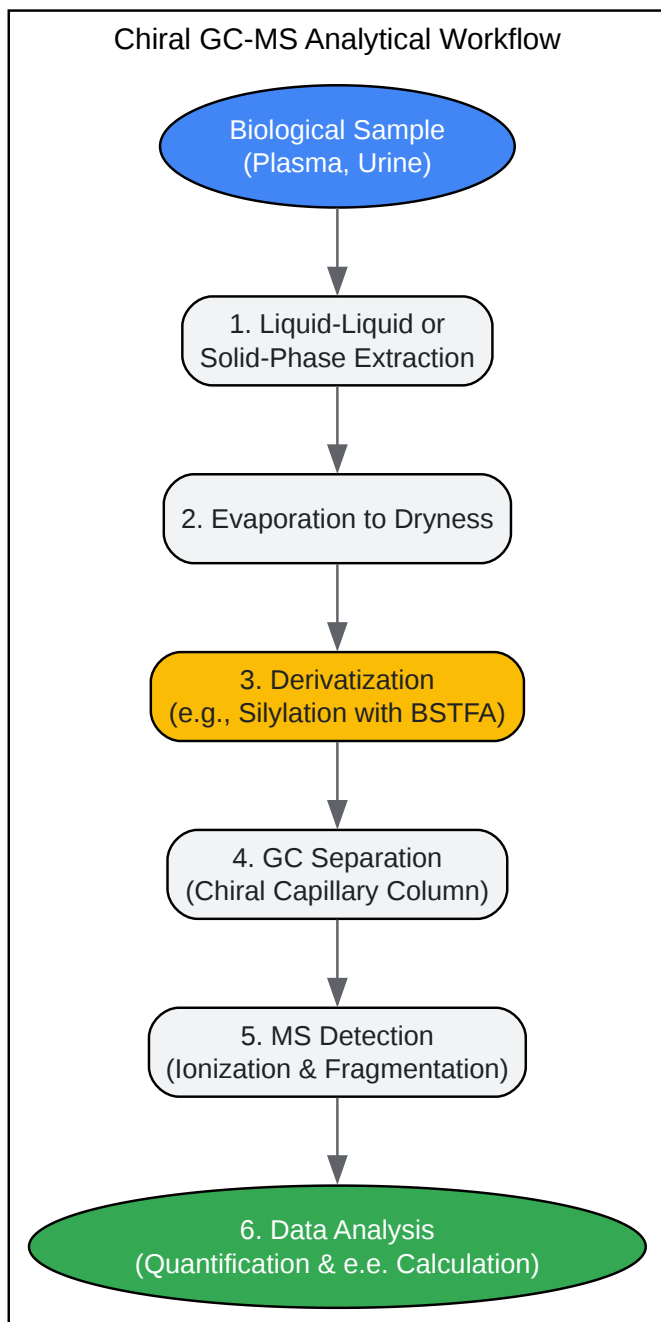 Chiral GC-MS Analytical Workflow
Biological Sample
(Plasma, Urine)
1. Liquid-Liquid or
Solid-Phase Extraction
2. Evaporation to Dryness
3. Derivatization
(e.g., Silylation with BSTFA)
4. GC Separation
(Chiral Capillary Column)
5. MS Detection
(Ionization & Fragmentation)
6. Data Analysis
(Quantification & e.e. Calculation)